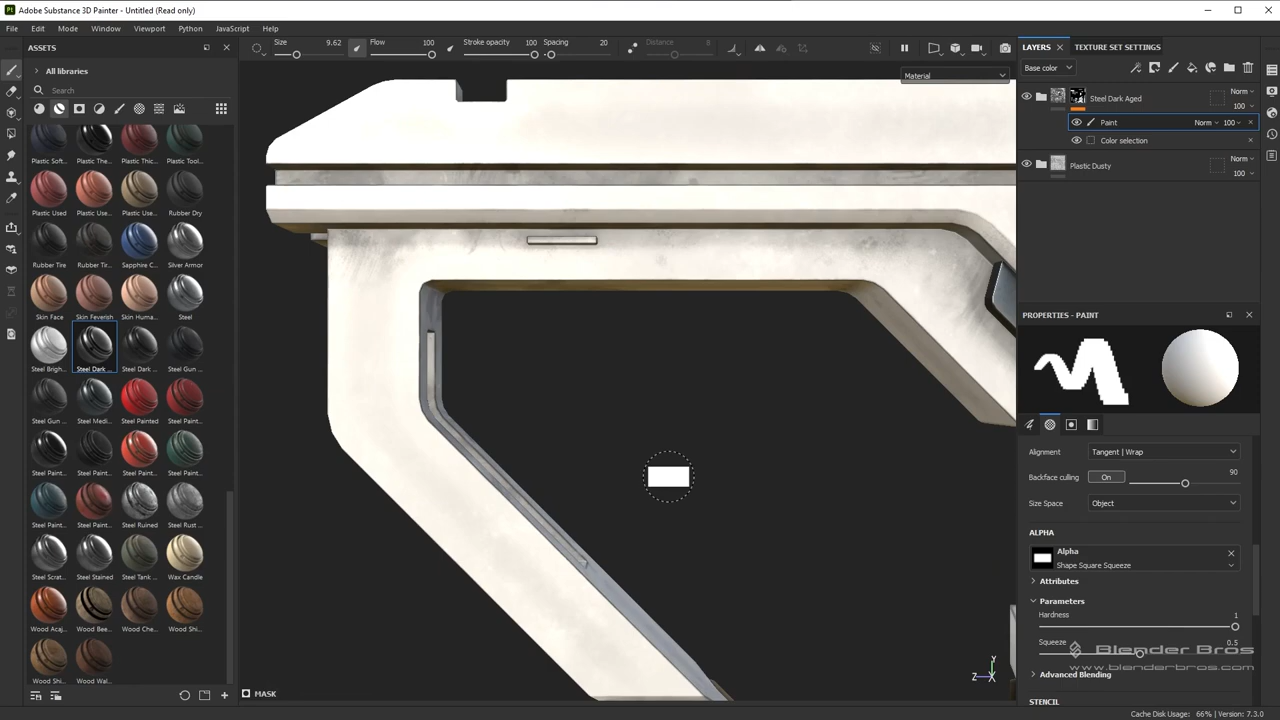 Adobe Substance 3D Painter - Untitled (Read only)
File Edit Mode Window Viewport Python JavaScript Help
ASSETS
Size 9.62 Flow 100 Stroke opacity 100 Spacing 20 Distance 8
LAYERS TEXTURE SET SETTINGS
All libraries
Search
Base color
Material
Steel Dark Aged Norm 100
Paint Norm 100
Color selection
Plastic Dusty Norm 100
Plastic Soft... Plastic The... Plastic Thic... Plastic Tool...
Plastic Used Plastic Use... Plastic Use... Rubber Dry
Rubber Tire Rubber Tir... Sapphire C... Silver Armor
Skin Face Skin Feverish Skin Huma... Steel
Steel Brigh... Steel Dark ... Steel Dark ... Steel Gun ...
Steel Gun ... Steel Medi... Steel Painted Steel Paint...
Steel Paint... Steel Paint... Steel Paint... Steel Paint...
Steel Paint... Steel Paint... Steel Ruined Steel Rust ...
Steel Scrat... Steel Stained Steel Tank ... Wax Candle
Wood Acaj... Wood Bee... Wood Che... Wood Shi...
Wood Shi... Wood Wal...
PROPERTIES - PAINT
Alignment Tangent | Wrap
Backface culling On 90
Size Space Object
ALPHA
Alpha
Shape Square Squeeze
Attributes
Parameters
Hardness 1
Squeeze 0.5
Blender Bros
www.blenderbros.com
Advanced Blending
STENCIL
Y
Z X
MASK
Cache Disk Usage: 66% | Version: 7.3.0